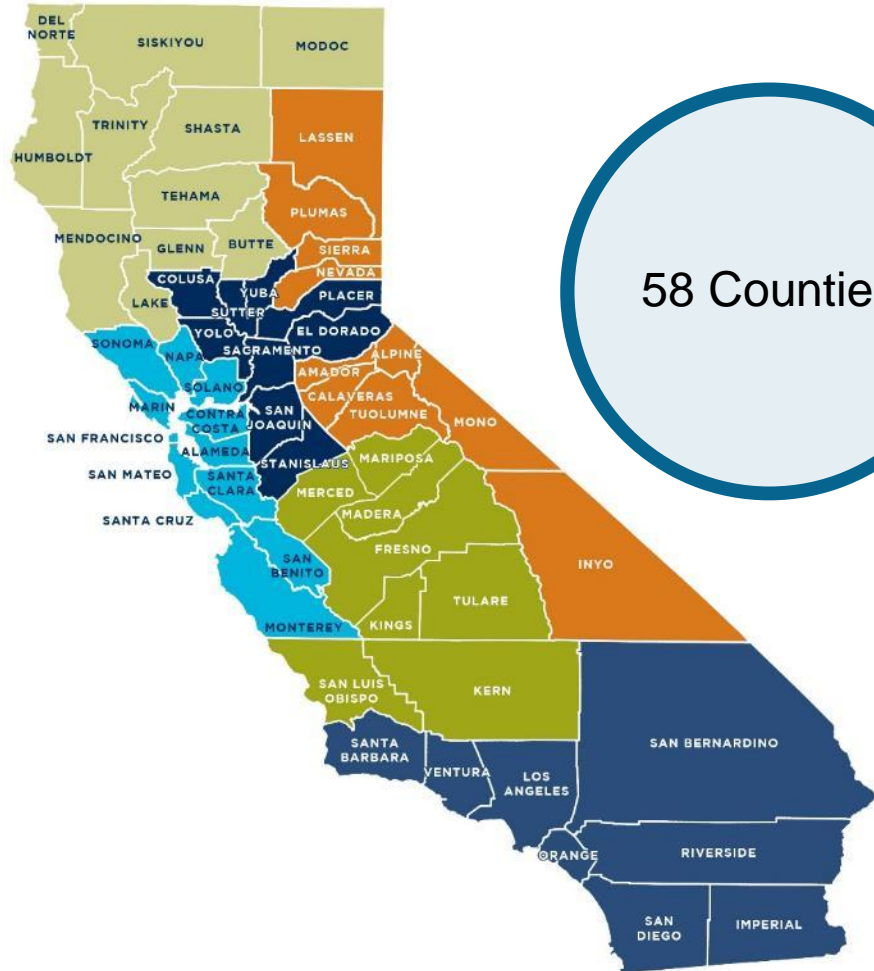 DEL
NORTE
SISKIYOU
MODOC
TRINITY
SHASTA
LASSEN
HUMBOLDT
TEHAMA
PLUMAS
MENDOCINO
GLENN
BUTTE
SIERRA
NEVADA
COLUSA
YUBA
PLACER
LAKE
SUTTER
YOLO
EL DORADO
SONOMA
NAPA
SACRAMENTO
ALPINE
SOLANO
AMADOR
MARIN
CONTRA
COSTA
SAN
JOAQUIN
CALAVERAS
TUOLUMNE
MONO
SAN FRANCISCO
ALAMEDA
STANISLAUS
MARIPOSA
SAN MATEO
SANTA
CLARA
MERCED
MADERA
SANTA CRUZ
FRESNO
SAN
BENITO
INYO
TULARE
MONTEREY
KINGS
SAN LUIS
OBISPO
KERN
SANTA
BARBARA
VENTURA
LOS
ANGELES
SAN BERNARDINO
ORANGE
RIVERSIDE
SAN
DIEGO
IMPERIAL
58 Countie